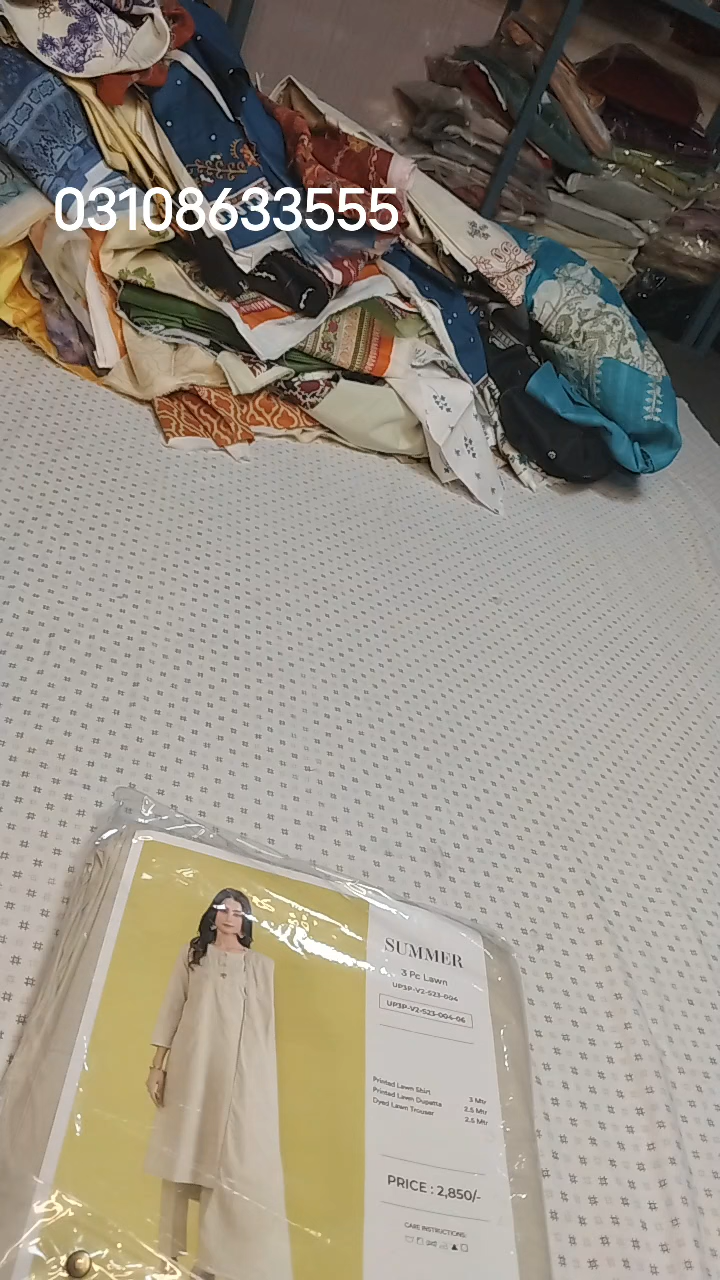 03108633555
SUMMER
3 Pc Lawn
UP3P-V2-S23-004
UP3P-V2-S23-004-06
Printed Lawn Shirt 3 Mtr
Printed Lawn Dupatta 2.5 Mtr
Dyed Lawn Trouser 2.5 Mtr
PRICE : 2,850/-
CARE INSTRUCTIONS: